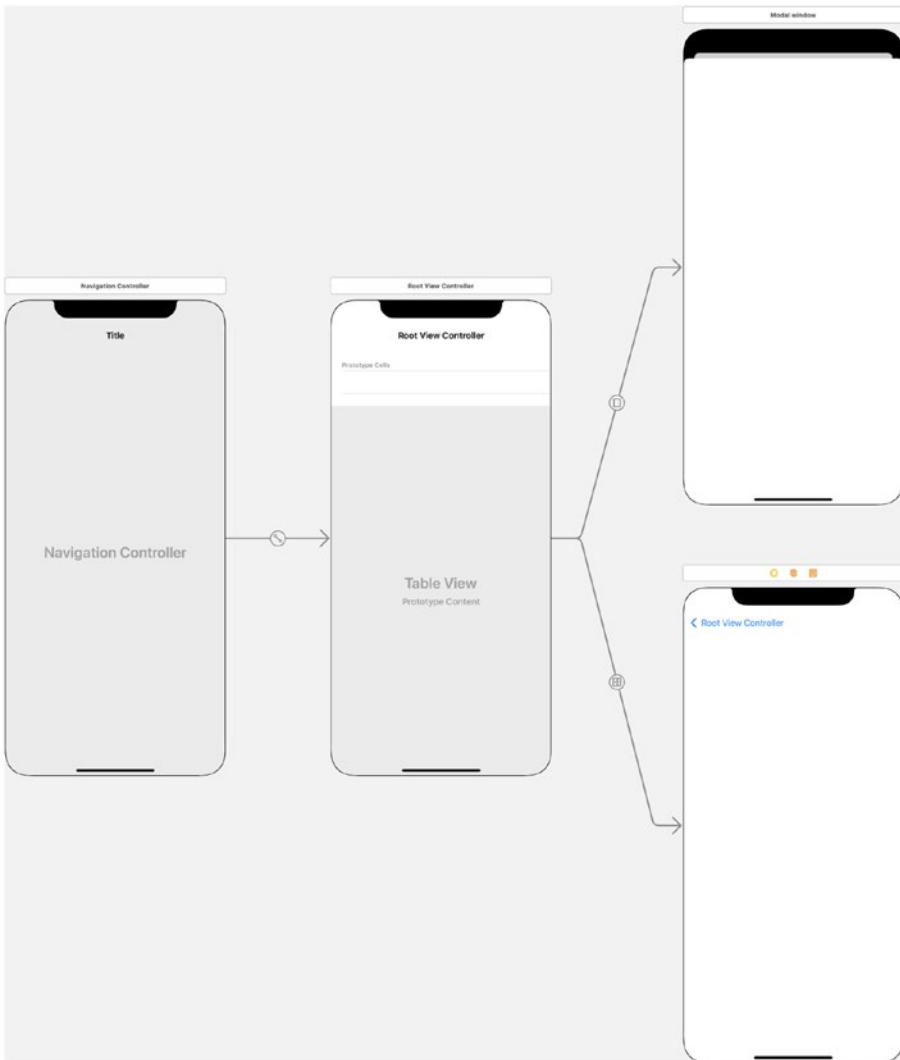 Modal window
Navigation Controller
Title
Navigation Controller
Root View Controller
Root View Controller
Prototype Cells
Table View
Prototype Content
Root View Controller